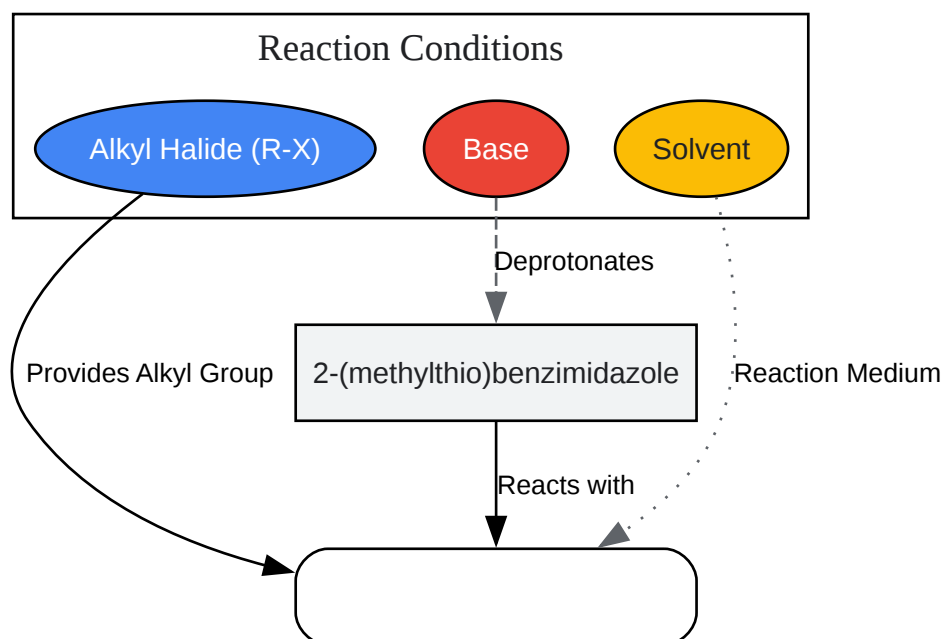 Reaction Conditions
Alkyl Halide (R-X)
Base
Solvent
Deprotonates
Provides Alkyl Group
2-(methylthio)benzimidazole
Reaction Medium
Reacts with